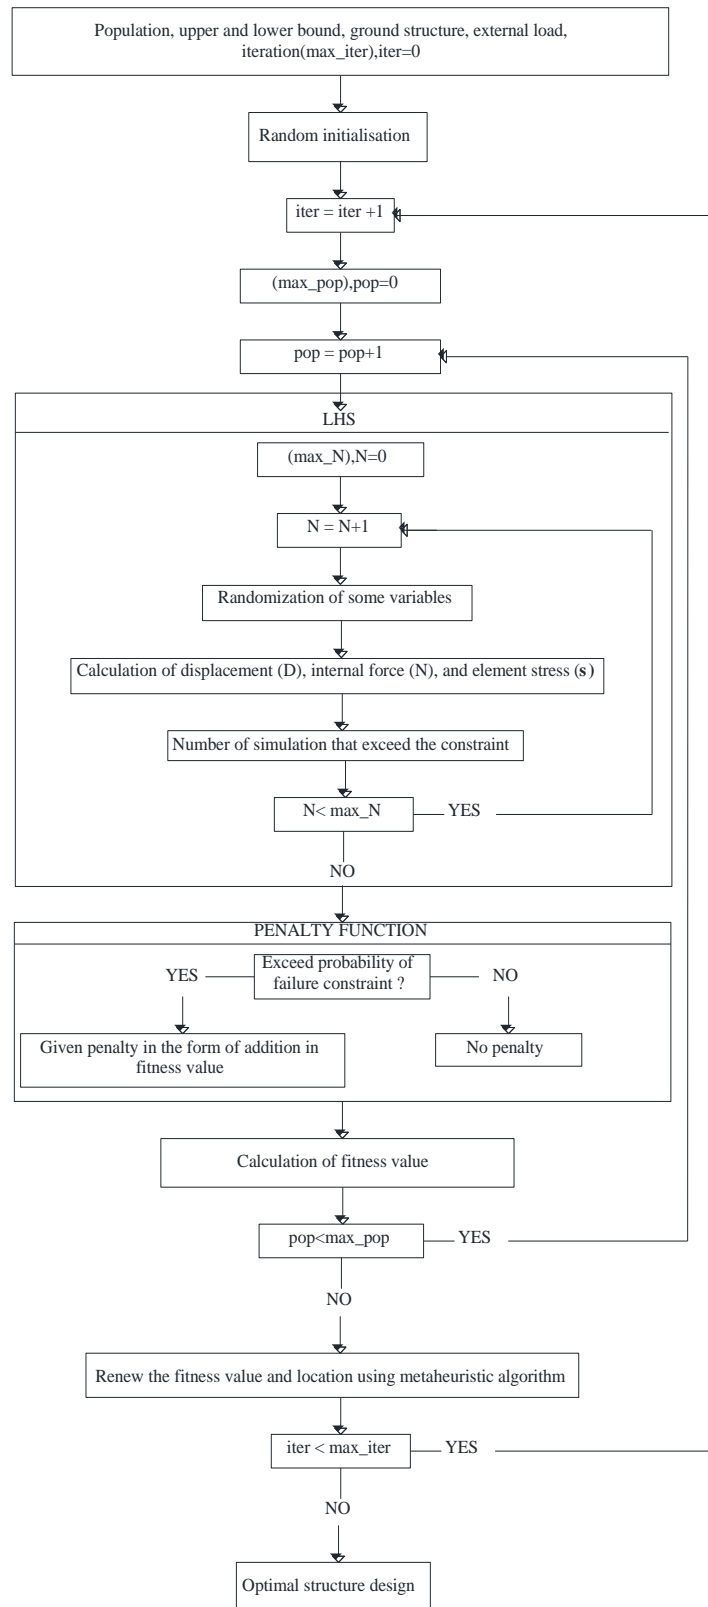 Population, upper and lower bound, ground structure, external load,
iteration(max_iter),iter=0
Random initialisation
iter = iter +1
(max_pop),pop=0
pop = pop+1
LHS
(max_N),N=0
N = N+1
Randomization of some variables
Calculation of displacement (D), internal force (N), and element stress (s)
Number of simulation that exceed the constraint
N< max_N
YES
NO
PENALTY FUNCTION
YES
Exceed probability of
failure constraint ?
NO
Given penalty in the form of addition in
fitness value
No penalty
Calculation of fitness value
pop<max_pop
YES
NO
Renew the fitness value and location using metaheuristic algorithm
iter < max_iter
YES
NO
Optimal structure design